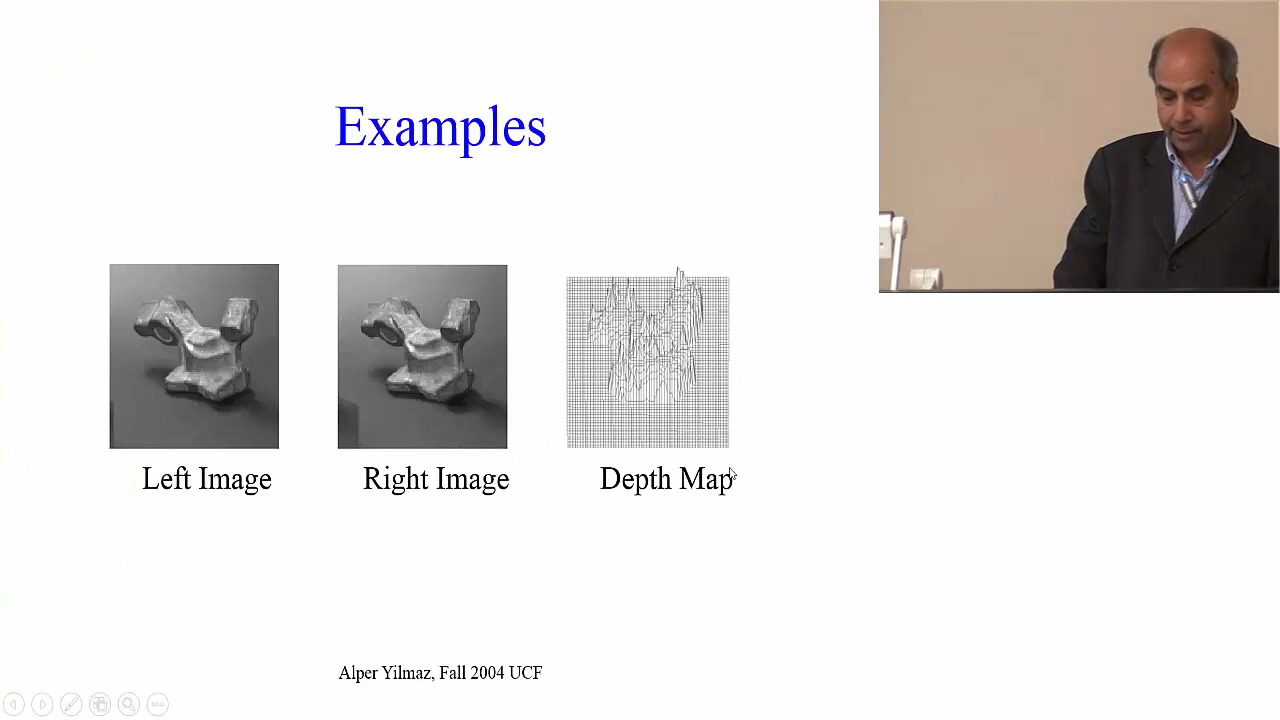 Examples
Left Image
Right Image
Depth Map
Alper Yilmaz, Fall 2004 UCF